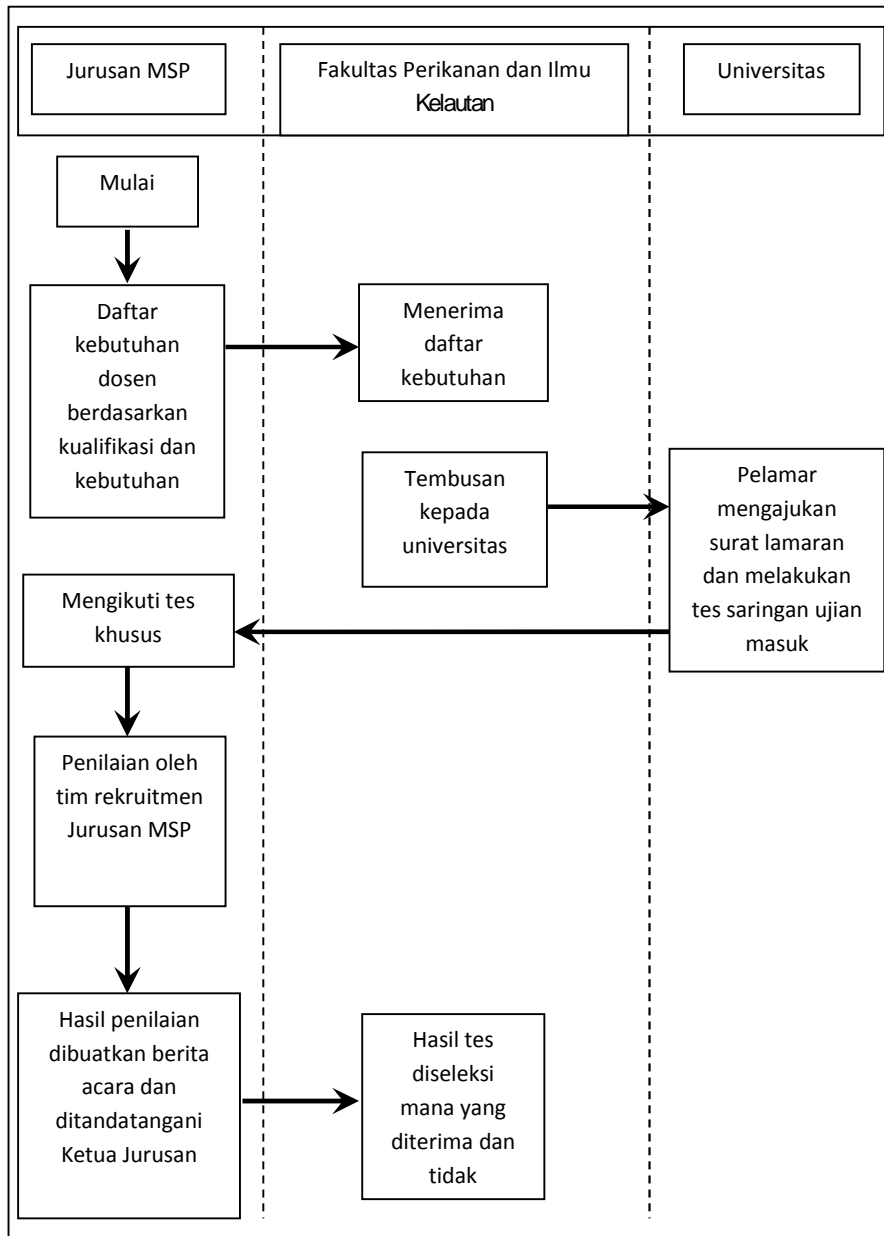 Jurusan MSP
Fakultas Perikanan dan Ilmu
Kelautan
Universitas
Mulai
Daftar
kebutuhan
dosen
berdasarkan
kualifikasi dan
kebutuhan
Menerima
daftar
kebutuhan
Tembusan
kepada
universitas
Pelamar
mengajukan
surat lamaran
dan melakukan
tes saringan ujian
masuk
Mengikuti tes
khusus
Penilaian oleh
tim rekruitmen
Jurusan MSP
Hasil penilaian
dibuatkan berita
acara dan
ditandatangani
Ketua Jurusan
Hasil tes
diseleksi
mana yang
diterima dan
tidak